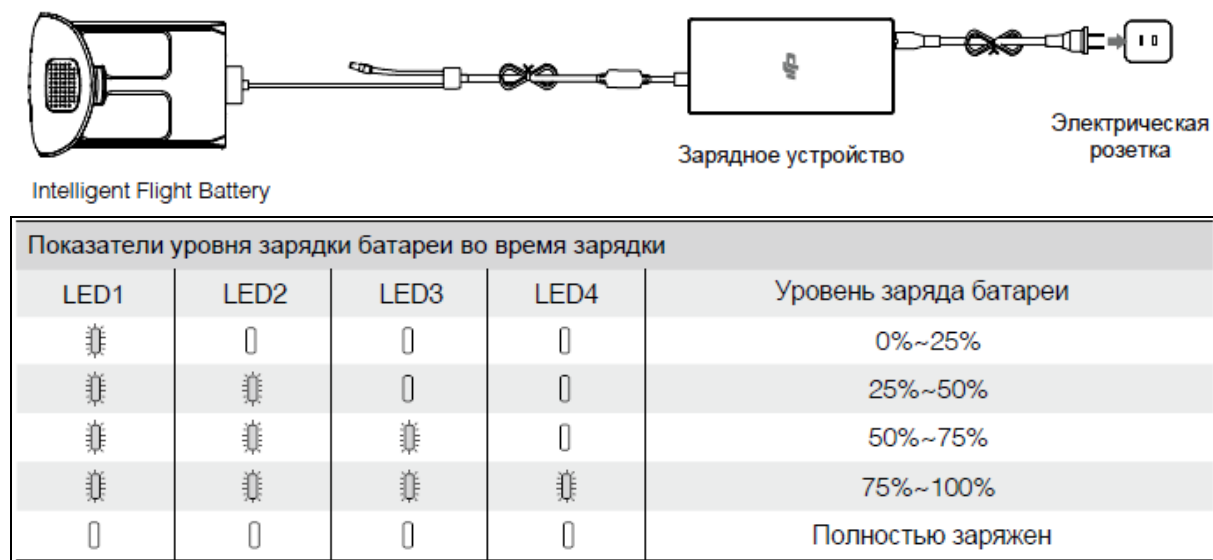 Электрическая
розетка
Зарядное устройство
Intelligent Flight Battery
Показатели уровня зарядки батареи во время зарядки
LED1 LED2 LED3 LED4 Уровень заряда батареи
0%~25%
25%~50%
50%~75%
75%~100%
Полностью заряжен